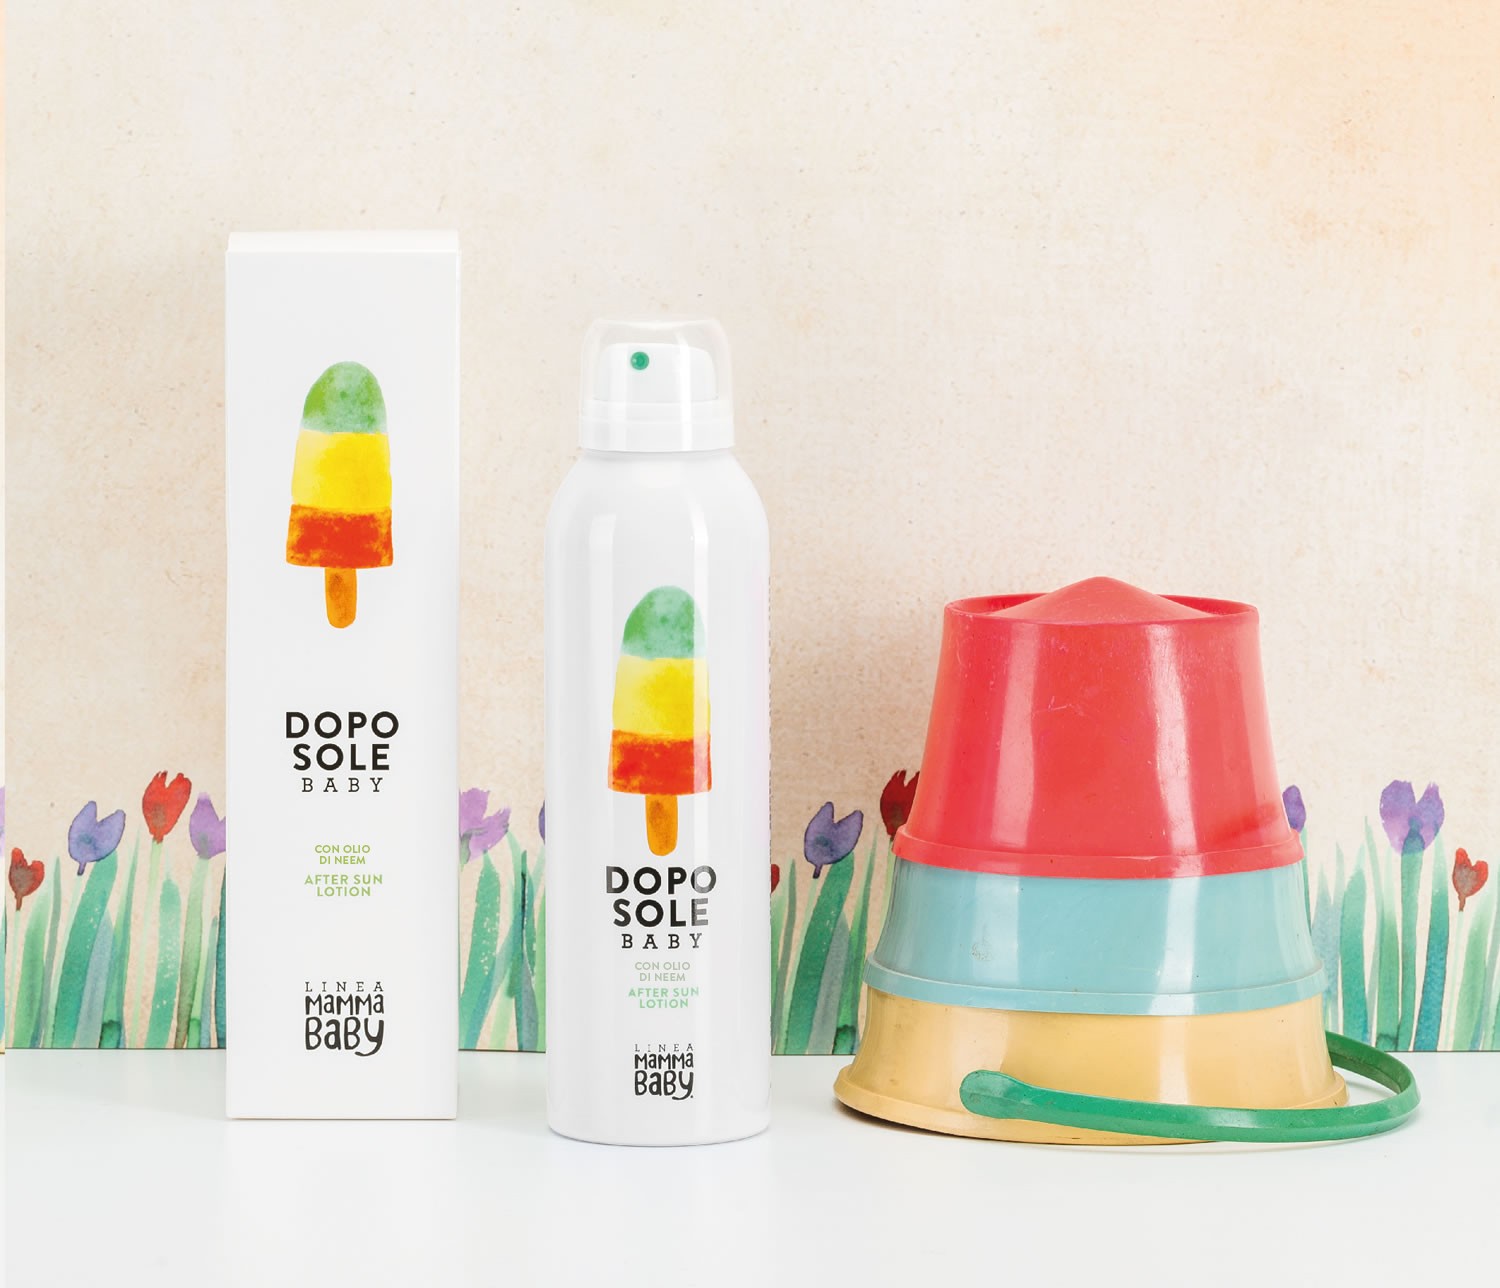 DOPO
SOLE
BABY
CON OLIO
DI NEEM
AFTER SUN
LOTION
LINEA
MAMMA
BABY
DOPO
SOLE
BABY
CON OLIO
DI NEEM
AFTER SUN
LOTION
LINEA
MAMMA
BABY